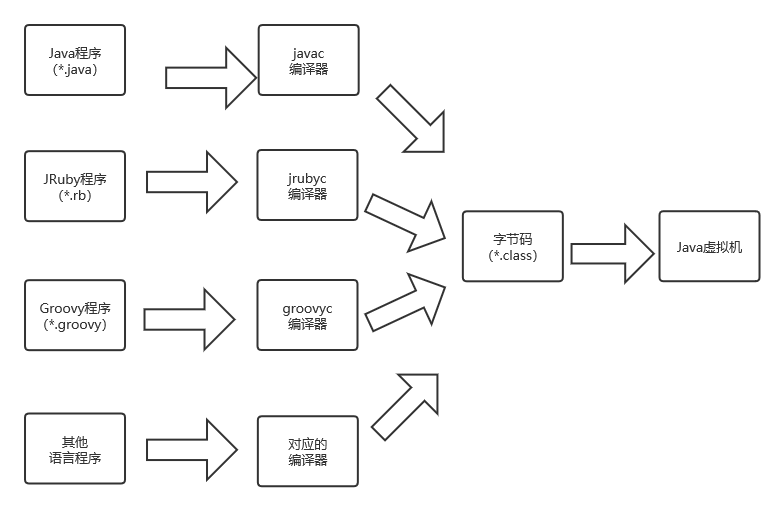 Java程序
（*.java）
javac
编译器
JRuby程序
（*.rb）
jrubyc
编译器
字节码
（*.class）
Java虚拟机
Groovy程序
（*.groovy）
groovyc
编译器
其他
语言程序
对应的
编译器